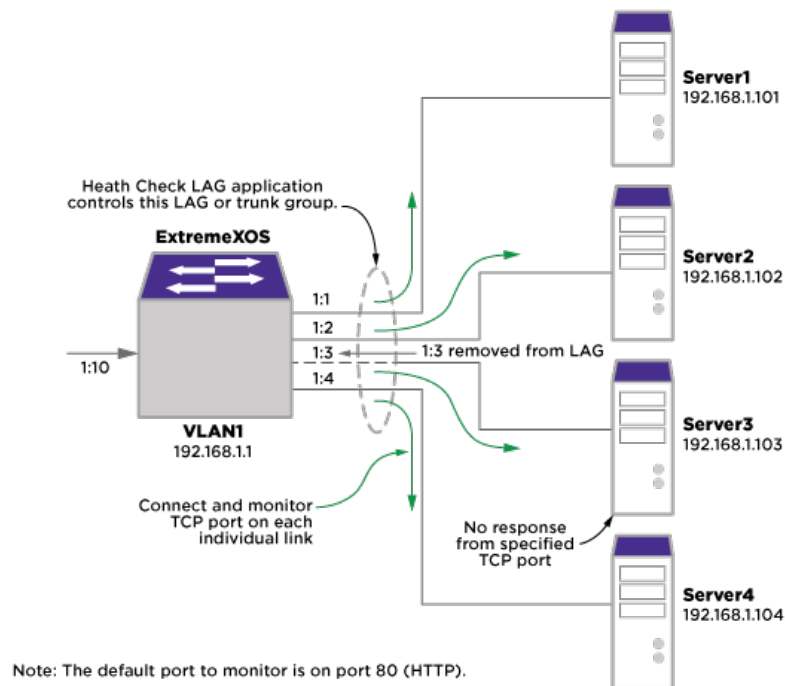 Server1
192.168.1.101
Heath Check LAG application
controls this LAG or trunk group.
ExtremeXOS
Server2
192.168.1.102
1:1
1:2
1:3
1:3 removed from LAG
1:10
1:4
VLAN1
192.168.1.1
Server3
192.168.1.103
Connect and monitor
TCP port on each
individual link
No response
from specified
TCP port
Server4
192.168.1.104
Note: The default port to monitor is on port 80 (HTTP).